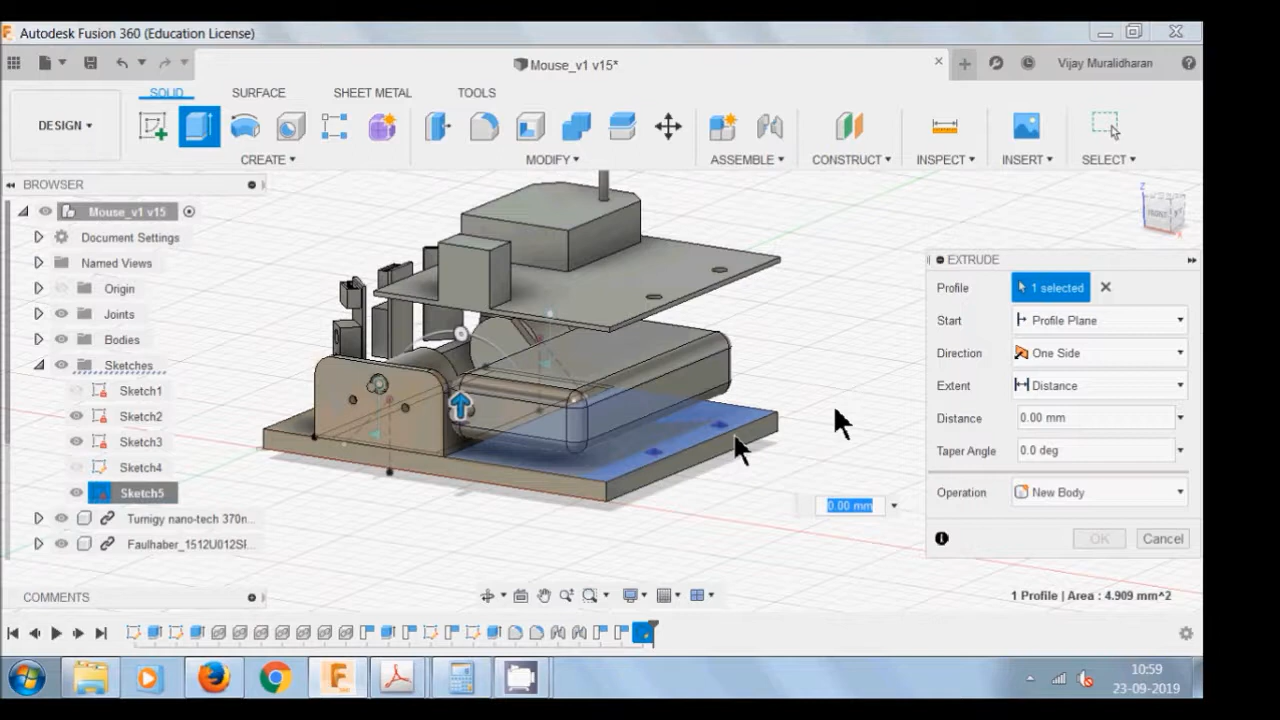 Autodesk Fusion 360 (Education License)
Mouse_v1 v15*
Vijay Muralidharan
SOLID SURFACE SHEET METAL TOOLS
DESIGN
CREATE MODIFY ASSEMBLE CONSTRUCT INSPECT INSERT SELECT
BROWSER
Mouse_v1 v15
Document Settings
Named Views
Origin
Joints
Bodies
Sketches
Sketch1
Sketch2
Sketch3
Sketch4
Sketch5
Turnigy nano-tech 370n...
Faulhaber_1512U012SI...
Z
FRONT
X
EXTRUDE
Profile 1 selected
Start Profile Plane
Direction One Side
Extent Distance
Distance 0.00 mm
Taper Angle 0.0 deg
Operation New Body
OK Cancel
0.00 mm
COMMENTS
1 Profile | Area : 4.909 mm^2
10:59
23-09-2019